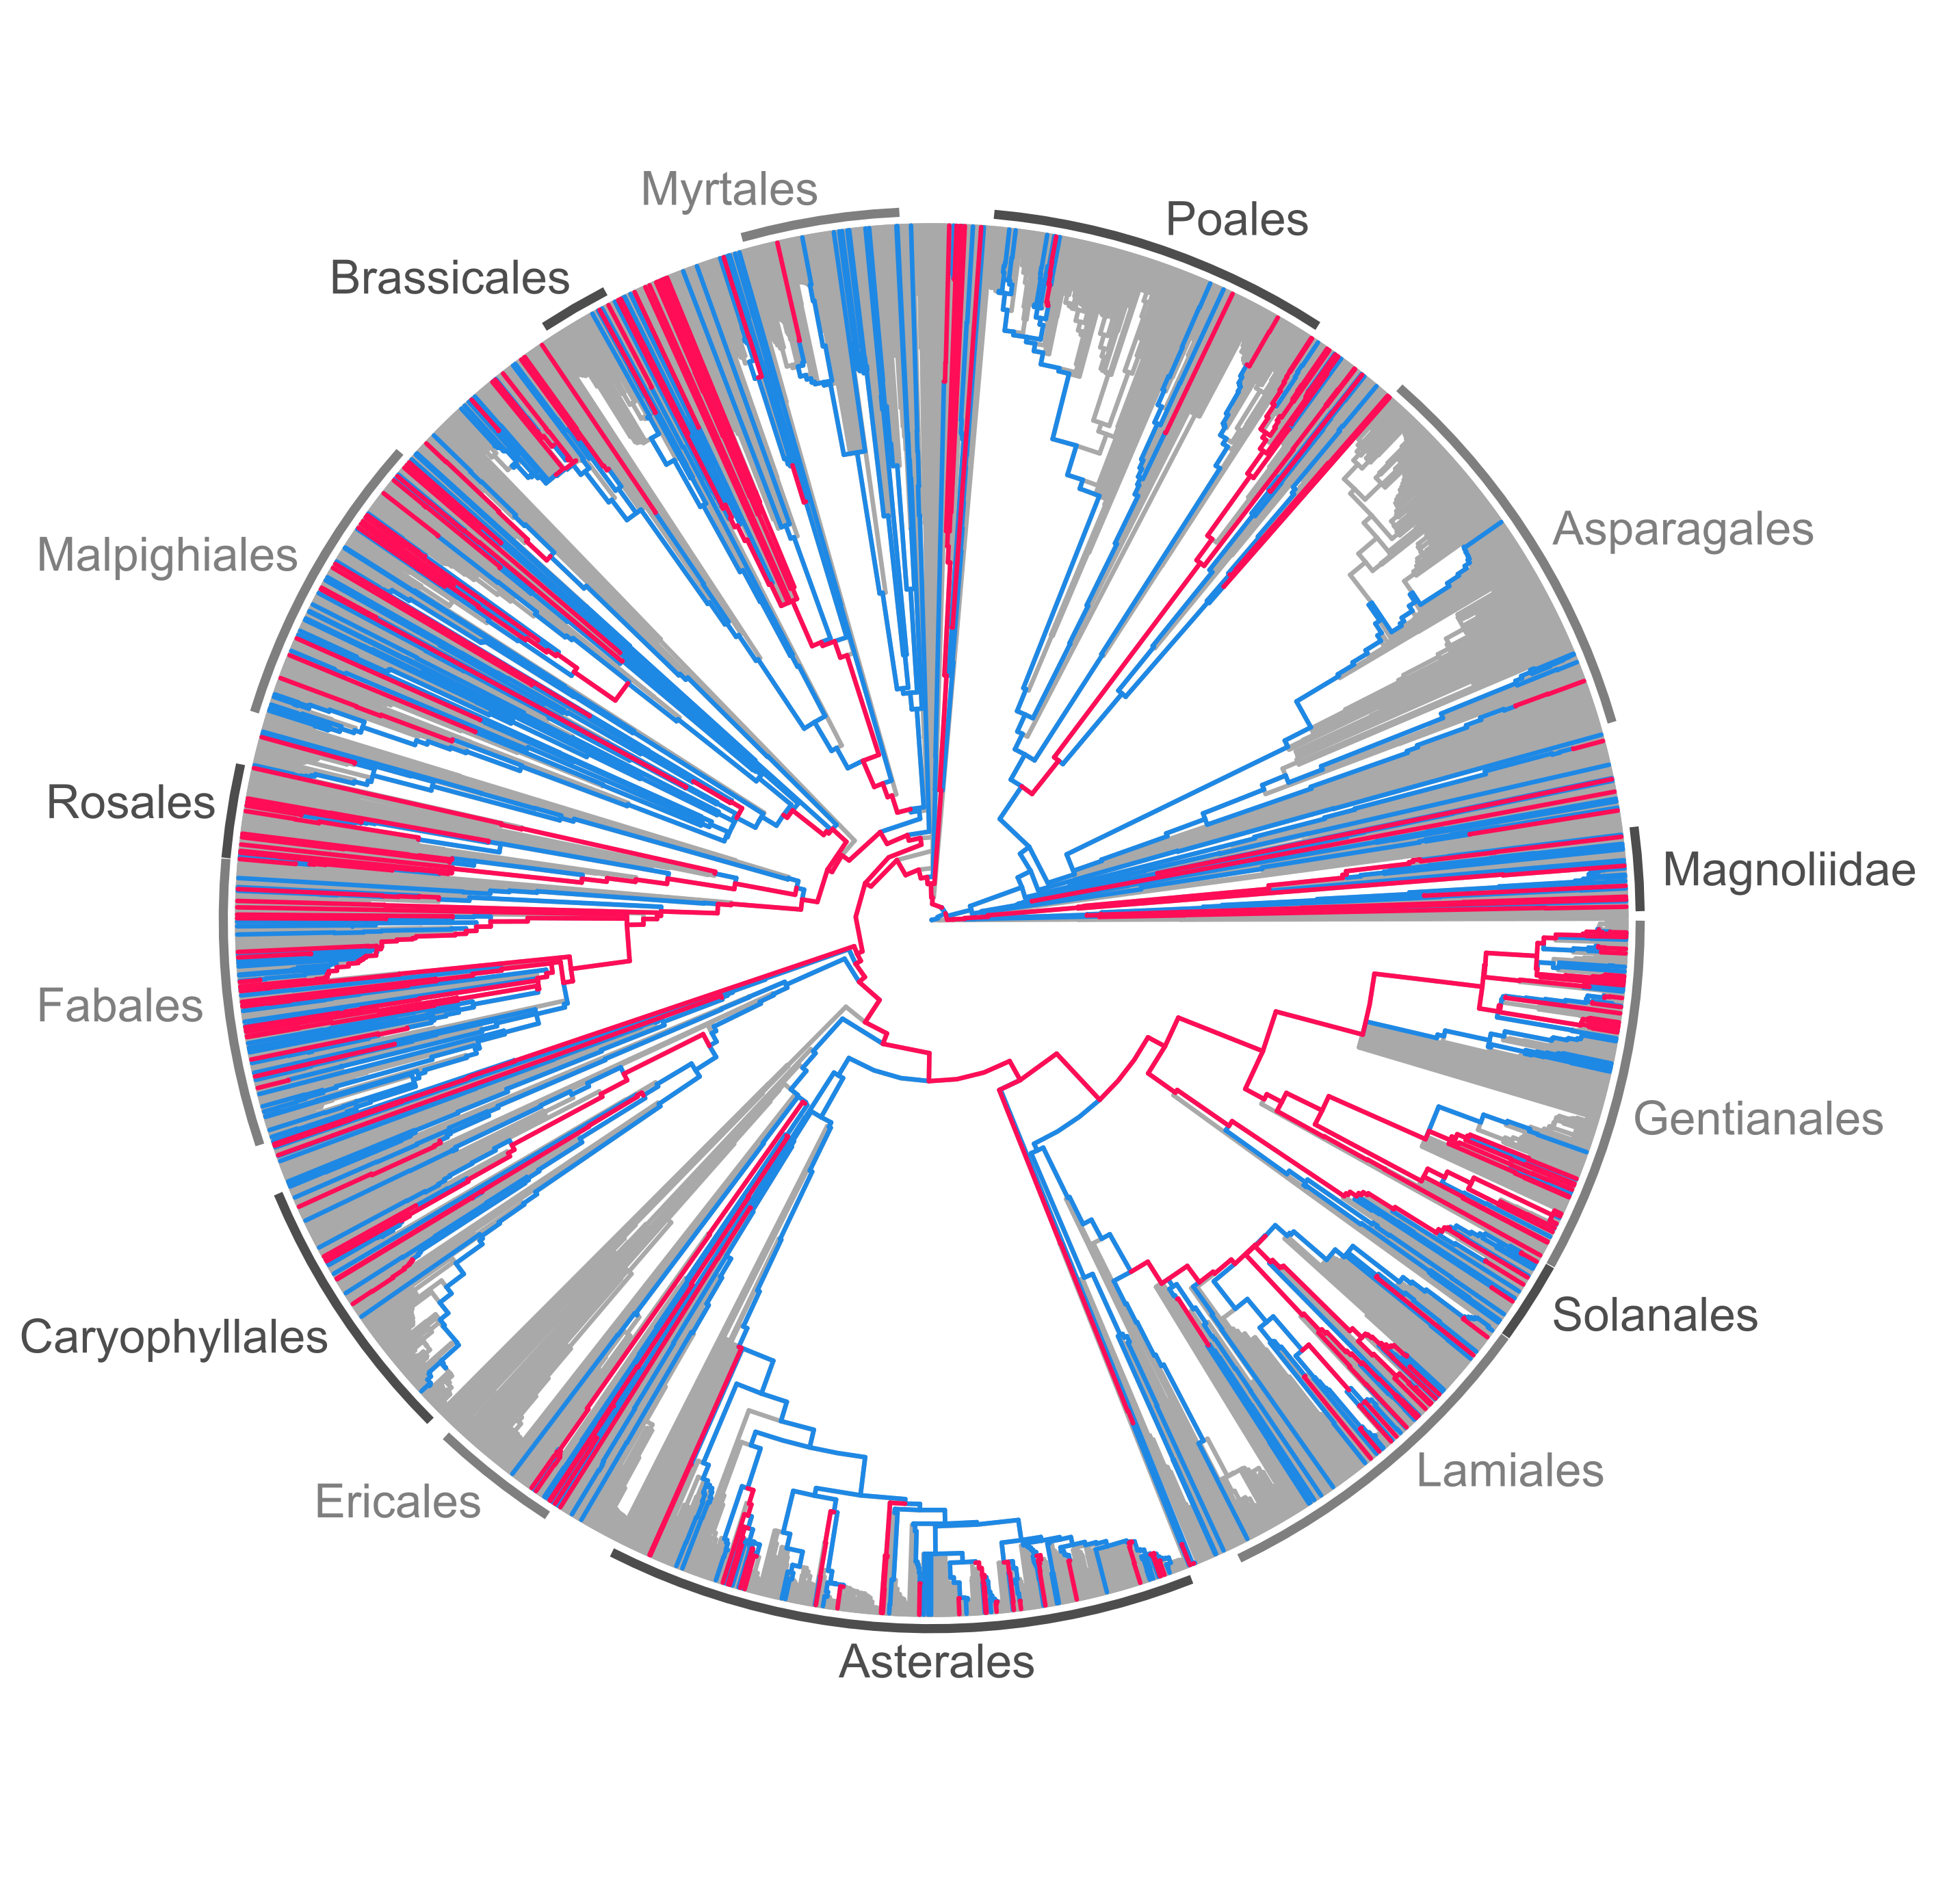 Myrtales
Poales
Brassicales
Asparagales
Malpighiales
Rosales
Magnoliidae
Fabales
Gentianales
Caryophyllales
Solanales
Lamiales
Ericales
Asterales